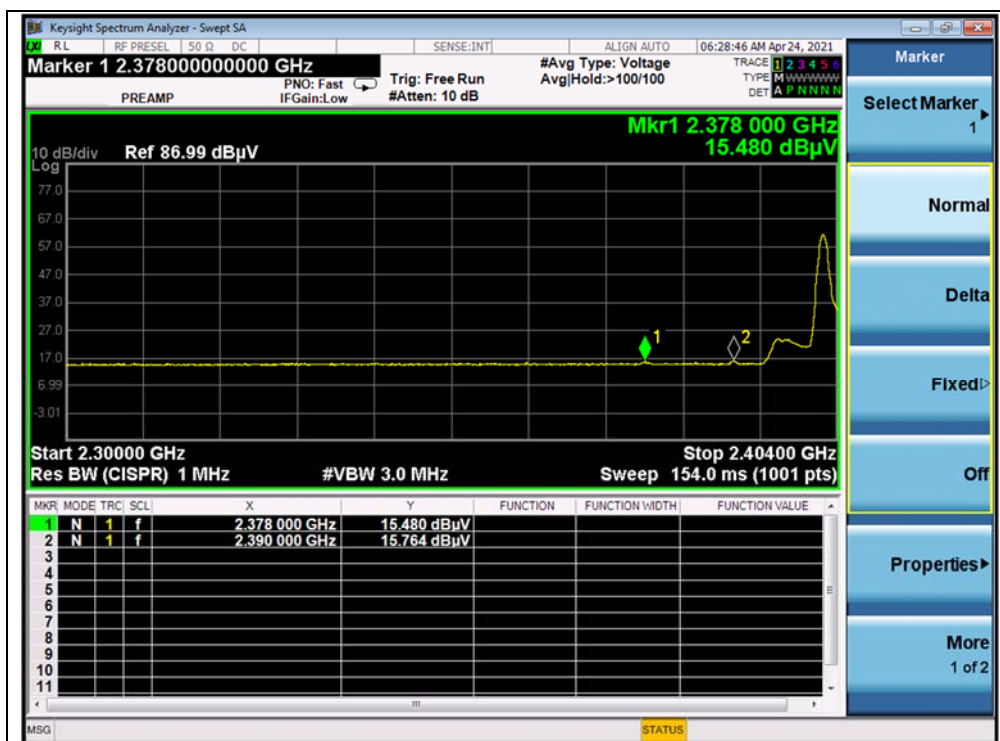 Keysight Spectrum Analyzer - Swept SA
LXI RL RF PRESEL 50 Ω DC SENSE:INT ALIGN AUTO 06:28:46 AM Apr 24, 2021
Marker 1 2.378000000000 GHz
PREAMP
PNO: Fast
IFGain:Low
Trig: Free Run
#Atten: 10 dB
#Avg Type: Voltage
Avg|Hold:>100/100
TRACE 1 2 3 4 5 6
TYPE M WWWWW
DET A P N N N N
Mkr1 2.378 000 GHz
15.480 dBμV
10 dB/div Ref 86.99 dBμV
Log
77.0
67.0
57.0
47.0
37.0
27.0
17.0
6.99
-3.01
1
2
Start 2.30000 GHz
Stop 2.40400 GHz
Res BW (CISPR) 1 MHz #VBW 3.0 MHz Sweep 154.0 ms (1001 pts)
MKR MODE TRC SCL X Y FUNCTION FUNCTION WIDTH FUNCTION VALUE
1 N 1 f 2.378 000 GHz 15.480 dBμV
2 N 1 f 2.390 000 GHz 15.764 dBμV
3
4
5
6
7
8
9
10
11
MSG STATUS
Marker
Select Marker
1
Normal
Delta
Fixed
Off
Properties
More
1 of 2